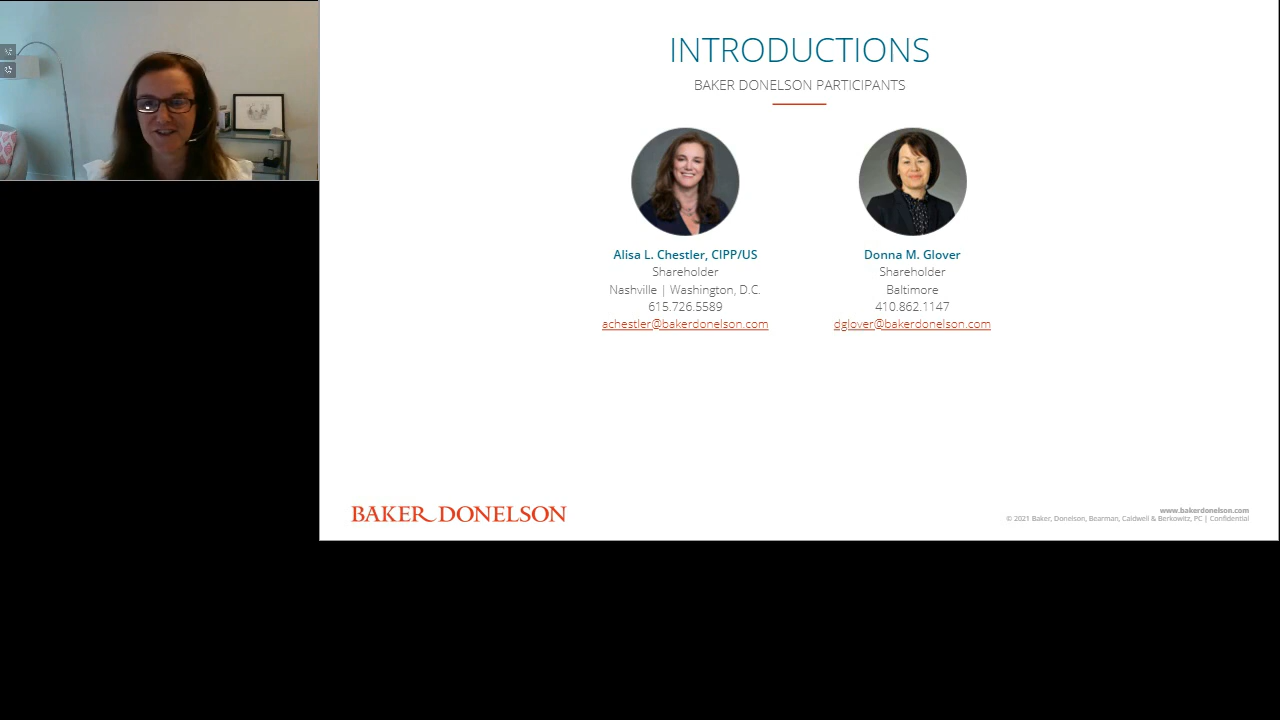 INTRODUCTIONS
BAKER DONELSON PARTICIPANTS
Alisa L. Chestler, CIPP/US
Shareholder
Nashville | Washington, D.C.
615.726.5589
achestler@bakerdonelson.com
Donna M. Glover
Shareholder
Baltimore
410.862.1147
dglover@bakerdonelson.com
BAKER DONELSON
www.bakerdonelson.com
© 2021 Baker, Donelson, Bearman, Caldwell & Berkowitz, PC | Confidential